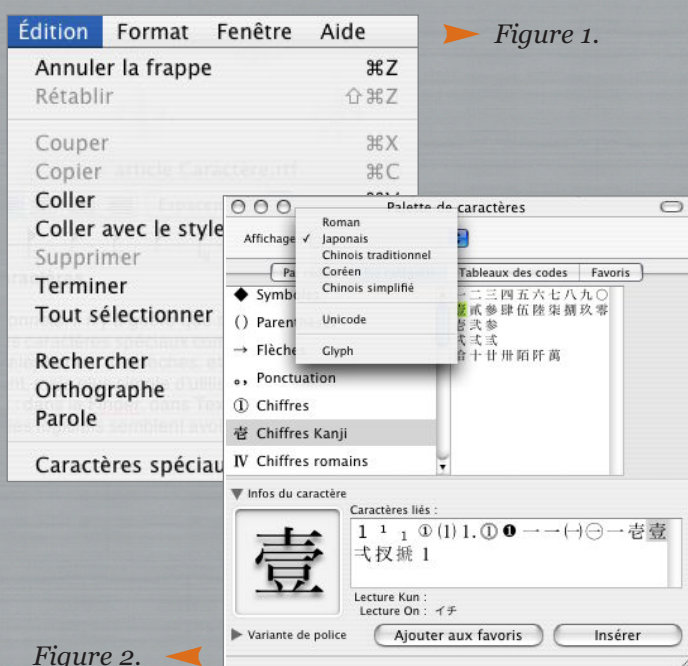 Édition Format Fenêtre Aide
Figure 1.
Annuler la frappe ⌘Z
Rétablir ⇧⌘Z
Couper ⌘X
Copier ⌘C
Coller
Coller avec le style
Supprimer
Terminer
Tout sélectionner
Rechercher
Orthographe
Parole
Caractères spéciau
Palette de caractères
Affichage
Roman
✓ Japonais
Chinois traditionnel
Coréen
Chinois simplifié
Unicode
Glyph
Pa
Tableaux des codes Favoris
◆ Symboles
() Paren
→ Flèche
Ponctuation
① Chiffres
壱 Chiffres Kanji
IV Chiffres romains
一二三四五六七八九〇
壹貳參肆伍陸柒捌玖零
壱弐参
弌弍弎
拾十廿卅陌阡萬
▼ Infos du caractère
壹
Caractères liés :
1 ¹ ₁ ① ⑴ 1. ① ❶ 一 ㈠ ㊀ 一 壱 壹
弌 1
Lecture Kun :
Lecture On : イチ
▶ Variante de police
Ajouter aux favoris
Insérer
Figure 2.